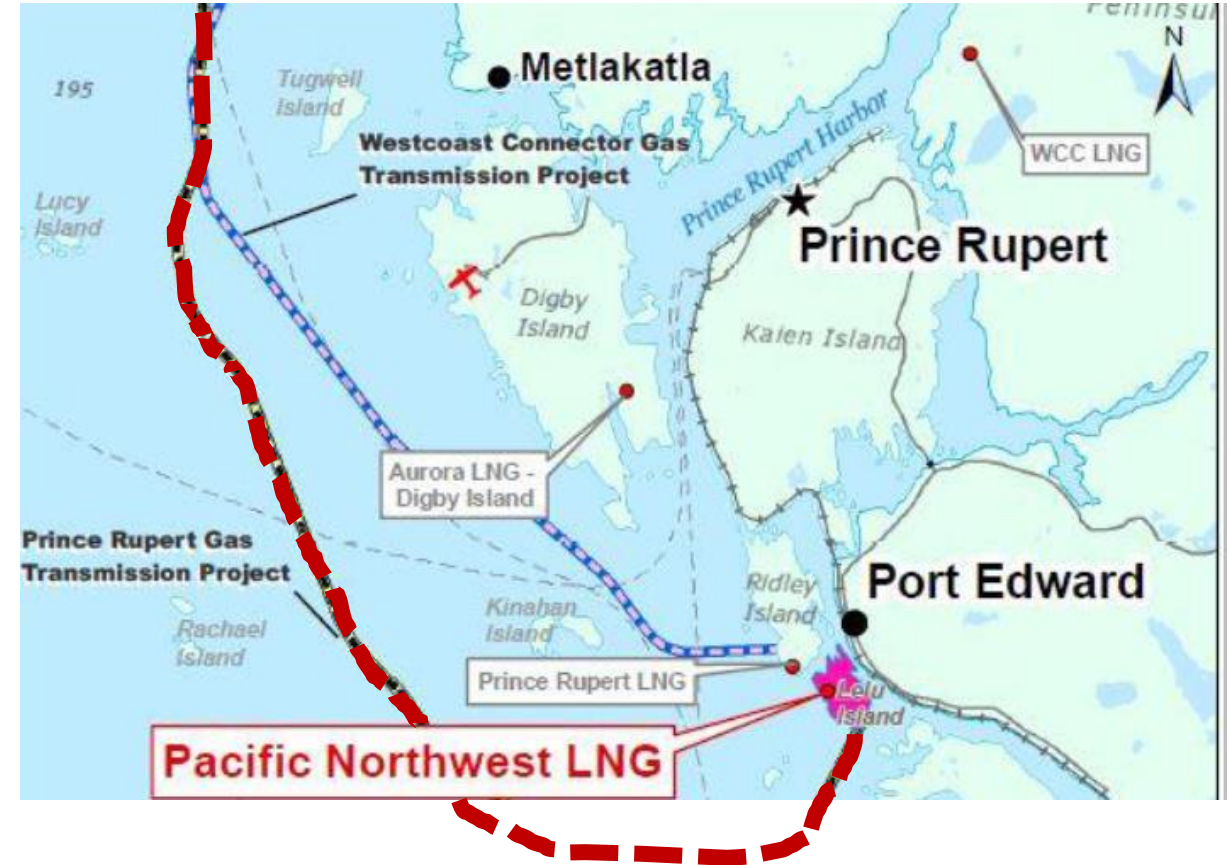 Peninsul
N
195
Tugwell
Island
Metlakatla
WCC LNG
Westcoast Connector Gas
Transmission Project
Prince Rupert Harbor
Lucy
Island
Prince Rupert
Digby
Island
Kaien Island
Aurora LNG -
Digby Island
Prince Rupert Gas
Transmission Project
Port Edward
Ridley
Island
Kinahan
Island
Rachael
Island
Prince Rupert LNG
Lelu
Island
Pacific Northwest LNG